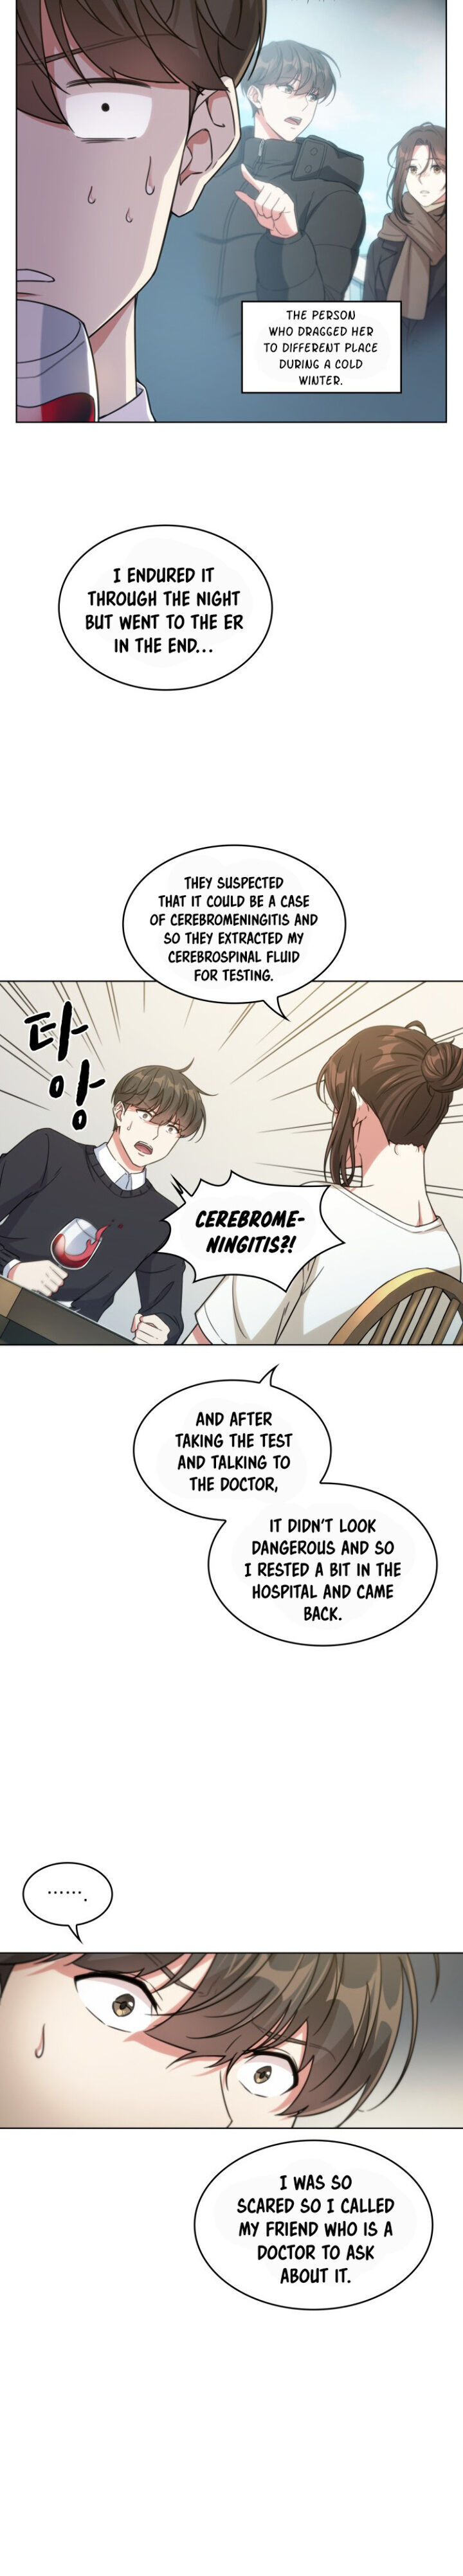 THE PERSON
WHO DRAGGED HER
TO DIFFERENT PLACE
DURING A COLD
WINTER.
I ENDURED IT
THROUGH THE NIGHT
BUT WENT TO THE ER
IN THE END...
THEY SUSPECTED
THAT IT COULD BE A CASE
OF CEREBROMENINGITIS AND
SO THEY EXTRACTED MY
CEREBROSPINAL FLUID
FOR TESTING.
타
앙
CEREBROME-
NINGITIS?!
AND AFTER
TAKING THE TEST
AND TALKING TO
THE DOCTOR,
IT DIDN'T LOOK
DANGEROUS AND SO
I RESTED A BIT IN THE
HOSPITAL AND CAME
BACK.
.......
I WAS SO
SCARED SO I CALLED
MY FRIEND WHO IS A
DOCTOR TO ASK
ABOUT IT.